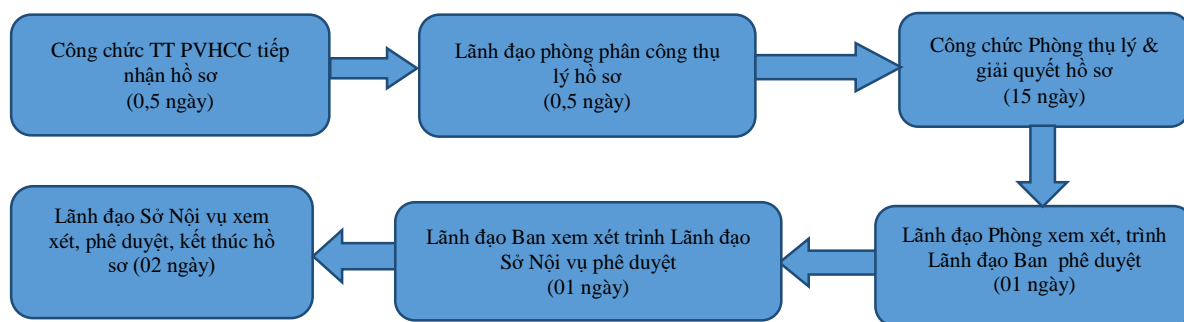 Công chức TT PVHCC tiếp
nhận hồ sơ
(0,5 ngày)
Lãnh đạo phòng phân công thụ
lý hồ sơ
(0,5 ngày)
Công chức Phòng thụ lý &
giải quyết hồ sơ
(15 ngày)
Lãnh đạo Phòng xem xét, trình
Lãnh đạo Ban phê duyệt
(01 ngày)
Lãnh đạo Ban xem xét trình Lãnh đạo
Sở Nội vụ phê duyệt
(01 ngày)
Lãnh đạo Sở Nội vụ xem
xét, phê duyệt, kết thúc hồ
sơ (02 ngày)